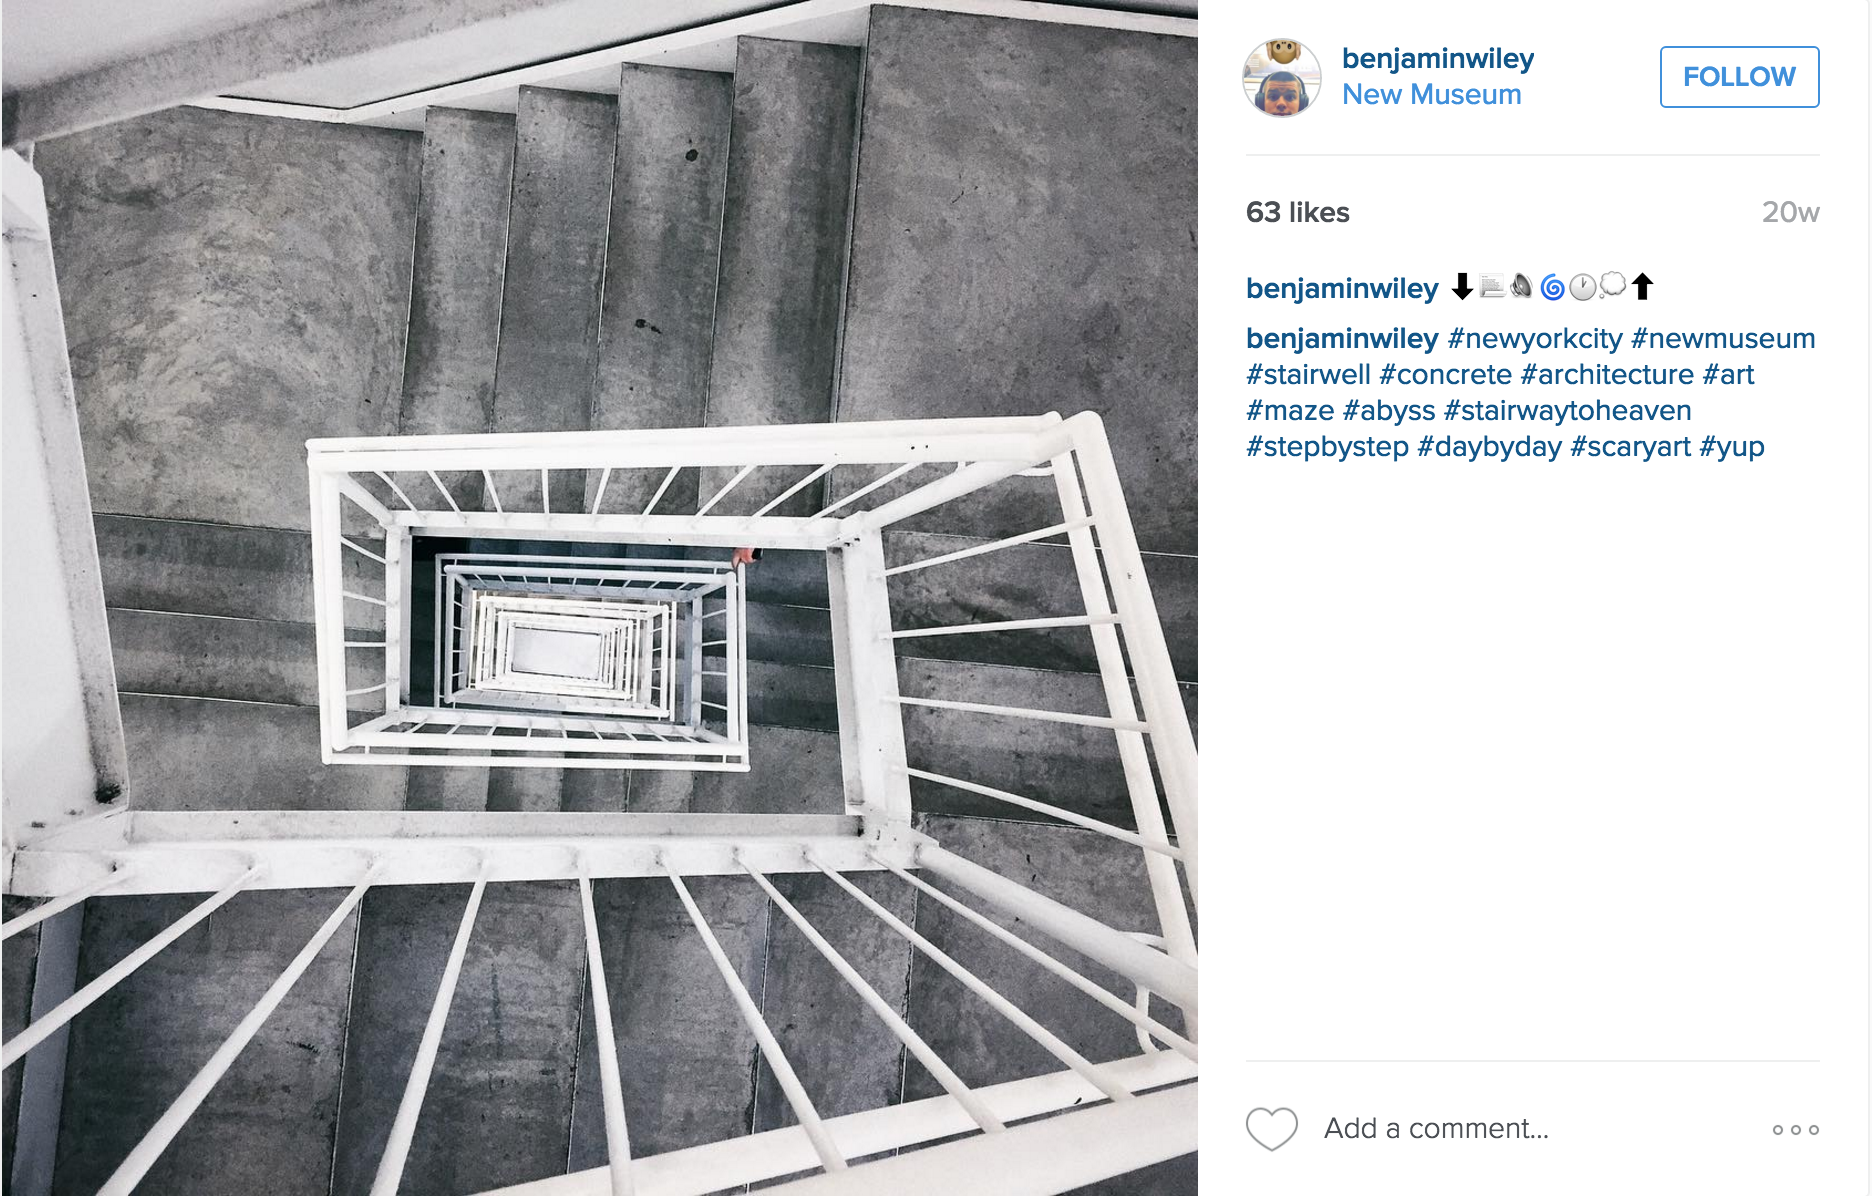 benjaminwiley
New Museum
FOLLOW
63 likes
20w
benjaminwiley ⬇📃🔊🌀🕐💭⬆
benjaminwiley #newyorkcity #newmuseum
#stairwell #concrete #architecture #art
#maze #abyss #stairwaytoheaven
#stepbystep #daybyday #scaryart #yup
Add a comment...